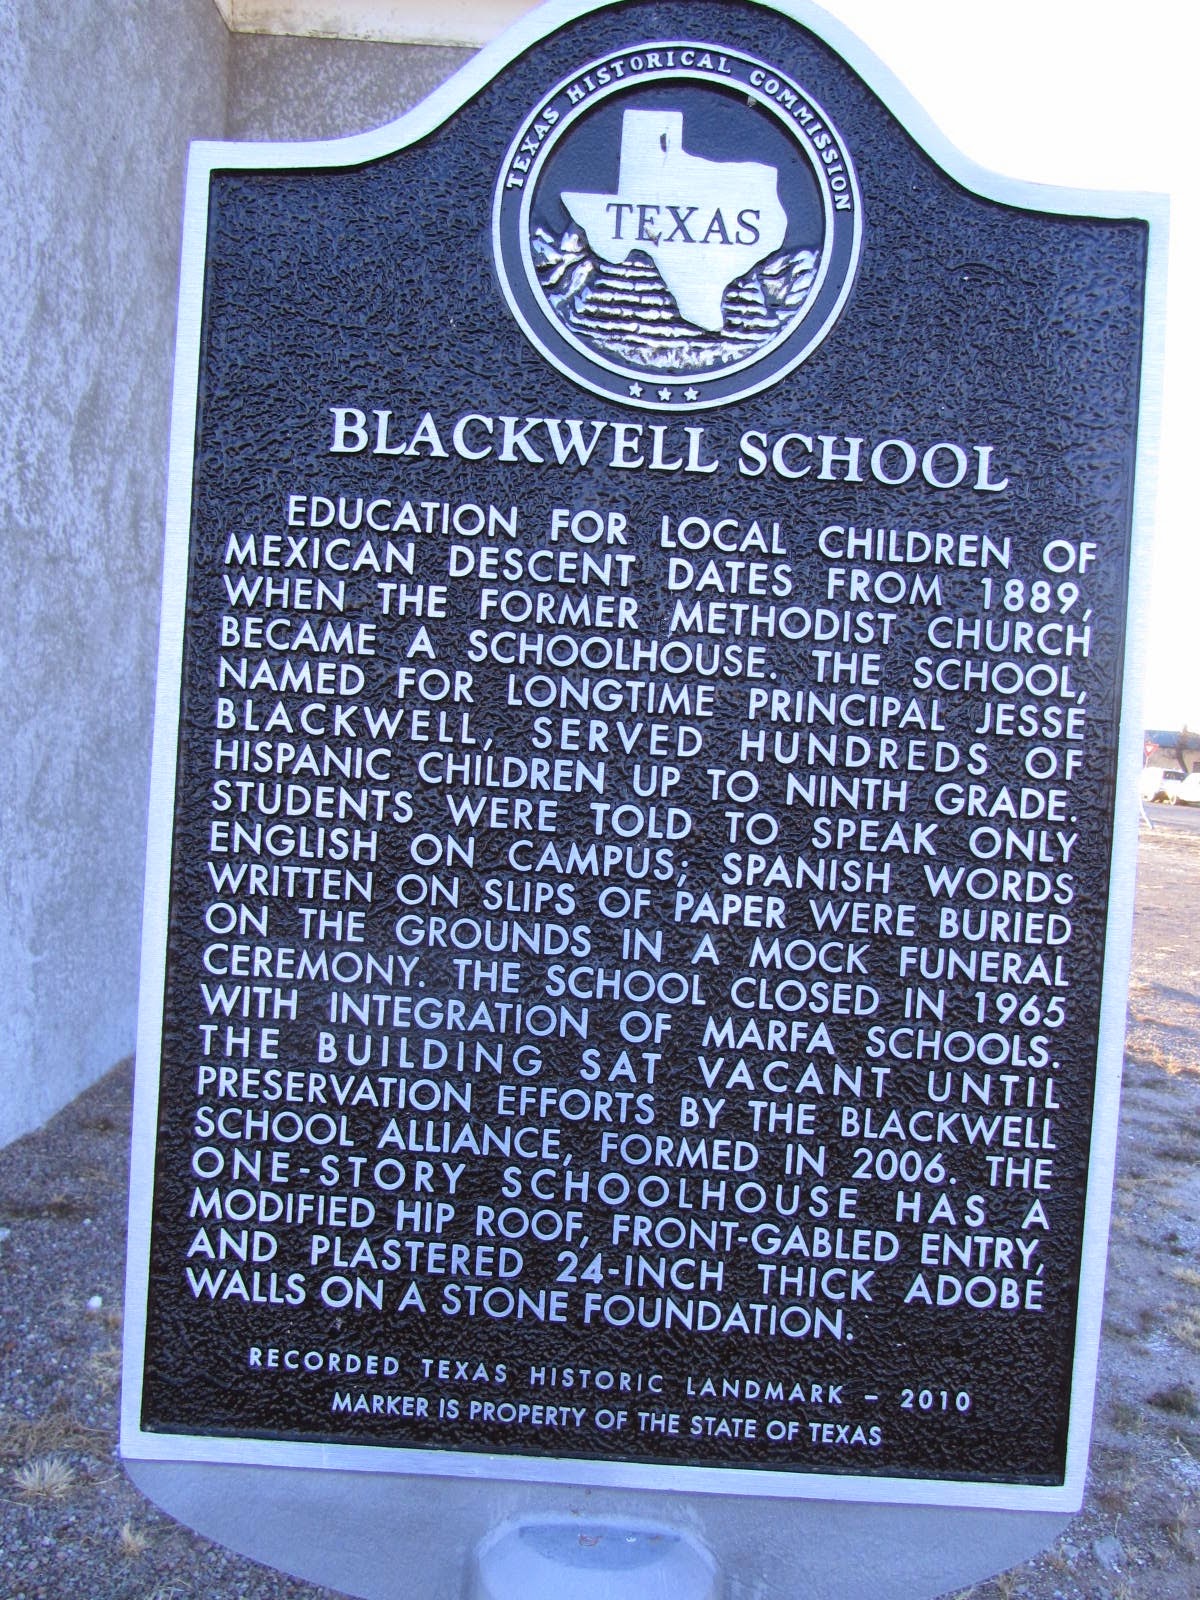 TEXAS HISTORICAL COMMISSION
TEXAS
BLACKWELL SCHOOL
EDUCATION FOR LOCAL CHILDREN OF
MEXICAN DESCENT DATES FROM 1889,
WHEN THE FORMER METHODIST CHURCH
BECAME A SCHOOLHOUSE. THE SCHOOL,
NAMED FOR LONGTIME PRINCIPAL JESSE
BLACKWELL, SERVED HUNDREDS OF
HISPANIC CHILDREN UP TO NINTH GRADE.
STUDENTS WERE TOLD TO SPEAK ONLY
ENGLISH ON CAMPUS; SPANISH WORDS
WRITTEN ON SLIPS OF PAPER WERE BURIED
ON THE GROUNDS IN A MOCK FUNERAL
CEREMONY. THE SCHOOL CLOSED IN 1965
WITH INTEGRATION OF MARFA SCHOOLS.
THE BUILDING SAT VACANT UNTIL
PRESERVATION EFFORTS BY THE BLACKWELL
SCHOOL ALLIANCE, FORMED IN 2006. THE
ONE-STORY SCHOOLHOUSE HAS A
MODIFIED HIP ROOF, FRONT-GABLED ENTRY,
AND PLASTERED 24-INCH THICK ADOBE
WALLS ON A STONE FOUNDATION.
RECORDED TEXAS HISTORIC LANDMARK – 2010
MARKER IS PROPERTY OF THE STATE OF TEXAS